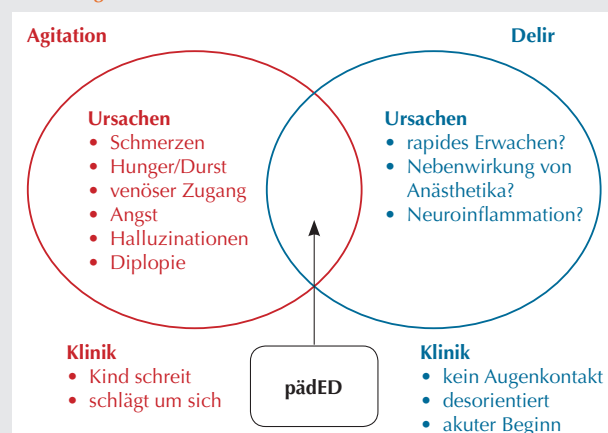 Agitation
Delir
Ursachen
• Schmerzen
• Hunger/Durst
• venöser Zugang
• Angst
• Halluzinationen
• Diplopie
Ursachen
• rapides Erwachen?
• Nebenwirkung von
Anästhetika?
• Neuroinflammation?
Klinik
• Kind schreit
• schlägt um sich
pädED
Klinik
• kein Augenkontakt
• desorientiert
• akuter Beginn